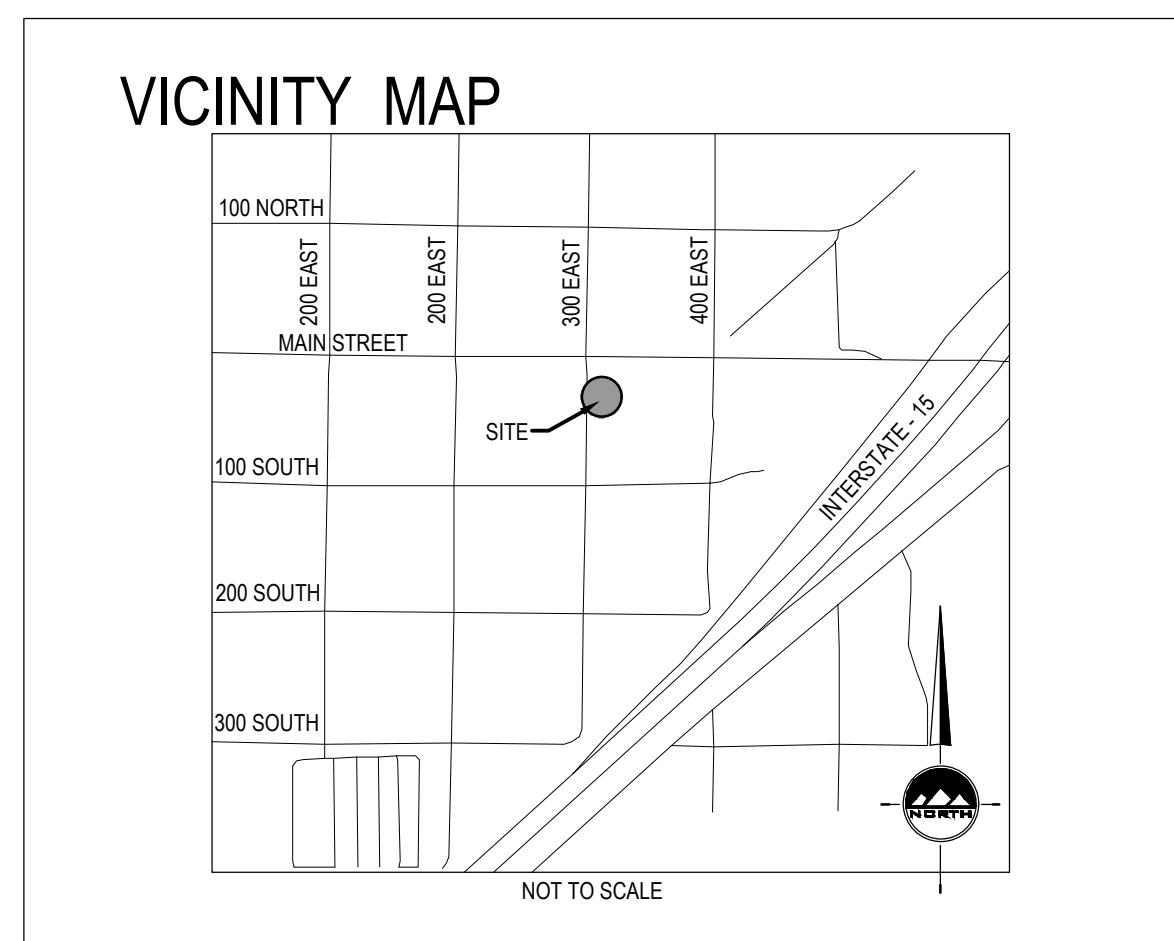 VICINITY MAP
100 NORTH
200 EAST
200 EAST
300 EAST
400 EAST
MAIN STREET
INTERSTATE - 15
SITE
100 SOUTH
200 SOUTH
300 SOUTH
NORTH
NOT TO SCALE